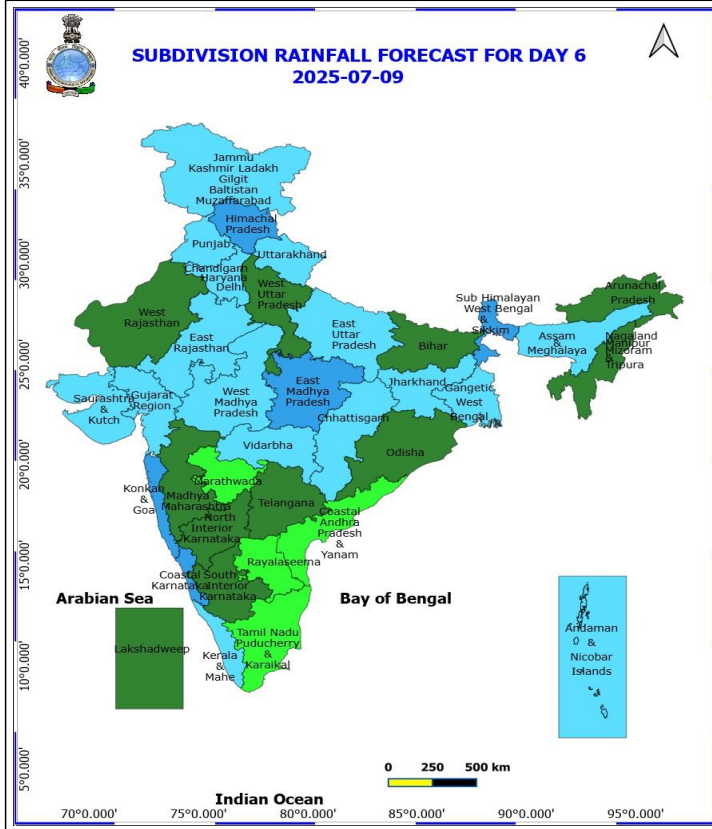 SUBDIVISION RAINFALL FORECAST FOR DAY 6
2025-07-09
40°0.000'
35°0.000'
30°0.000'
25°0.000'
20°0.000'
15°0.000'
10°0.000'
5°0.000'
Jammu
Kashmir Ladakh
Gilgit
Baltistan
Muzaffarabad
Himachal
Pradesh
Punjab
Uttarakhand
Chandigarh
Haryana
Delhi
West
Uttar
Pradesh
West
Rajasthan
East
Rajasthan
East
Uttar
Pradesh
Bihar
Sub Himalayan
West Bengal
&
Sikkim
Arunachal
Pradesh
Assam
&
Meghalaya
Nagaland
Manipur
Mizoram
&
Tripura
Saurashtra
&
Kutch
Gujarat
Region
West
Madhya
Pradesh
East
Madhya
Pradesh
Jharkhand
Gangetic
West
Bengal
Chhattisgarh
Vidarbha
Odisha
Konkan
&
Goa
Madhya
Maharashtra
Marathwada
Telangana
North
Interior
Karnataka
Coastal
Andhra
Pradesh
&
Yanam
Rayalaseema
Coastal
Karnataka
South
Interior
Karnataka
Arabian Sea
Bay of Bengal
Lakshadweep
Kerala
&
Mahe
Tamil Nadu
Puducherry
&
Karaikal
Andaman
&
Nicobar
Islands
0 250 500 km
Indian Ocean
70°0.000' 75°0.000' 80°0.000' 85°0.000' 90°0.000' 95°0.000'